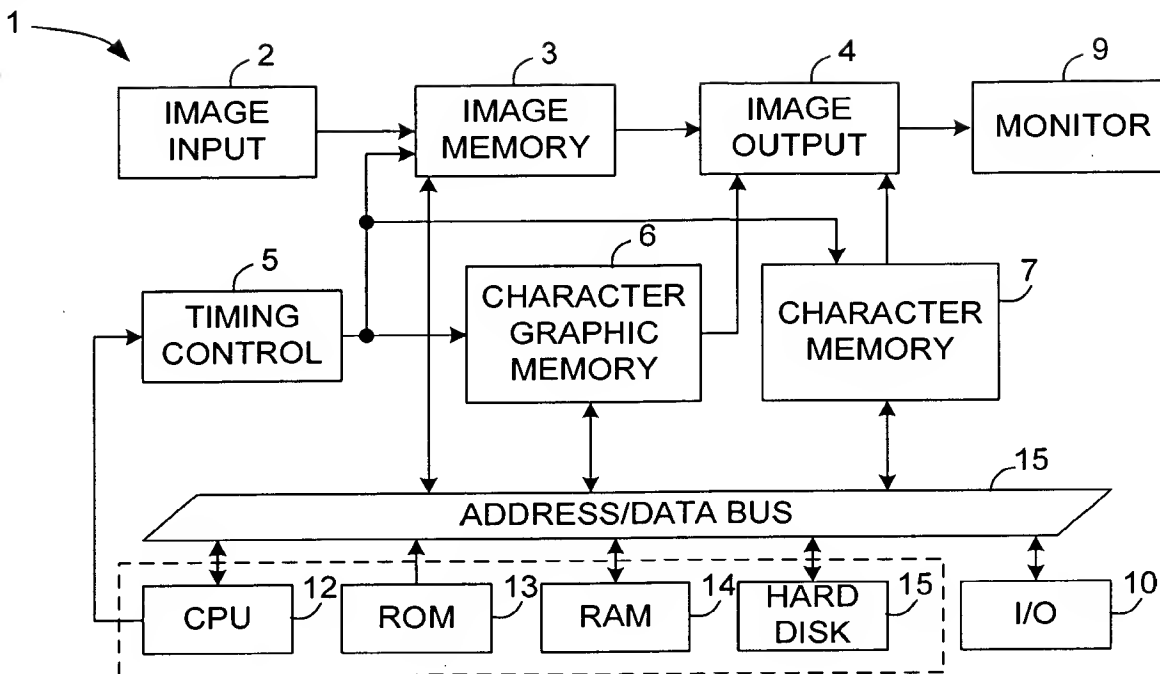 1
2
3
4
9
IMAGE
INPUT
IMAGE
MEMORY
IMAGE
OUTPUT
MONITOR
5
6
7
TIMING
CONTROL
CHARACTER
GRAPHIC
MEMORY
CHARACTER
MEMORY
15
ADDRESS/DATA BUS
CPU
12
ROM
13
RAM
14
HARD
DISK
15
I/O
10